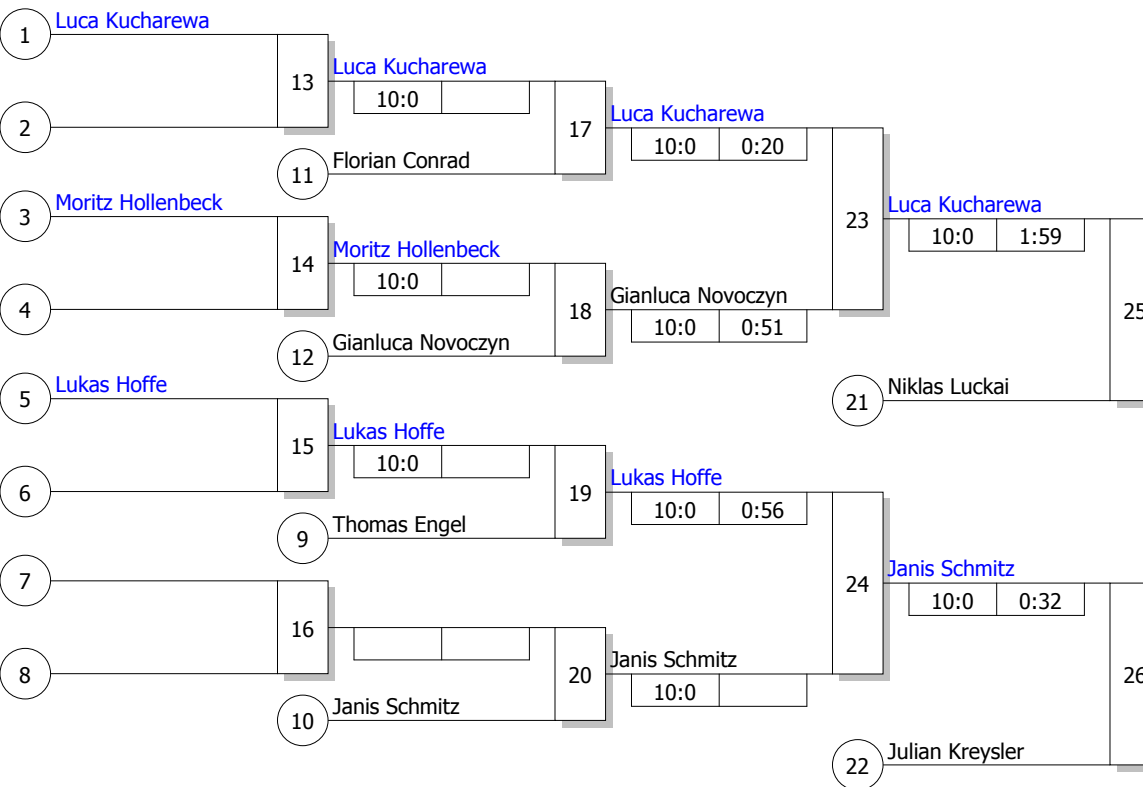 1 Luca Kucharewa
13 Luca Kucharewa
10:0
2
17 Luca Kucharewa
10:0 0:20
11 Florian Conrad
3 Moritz Hollenbeck
23 Luca Kucharewa
10:0 1:59
14 Moritz Hollenbeck
10:0
4
18 Gianluca Novoczyn
10:0 0:51
25
12 Gianluca Novoczyn
5 Lukas Hoffe
21 Niklas Luckai
15 Lukas Hoffe
10:0
6
19 Lukas Hoffe
10:0 0:56
9 Thomas Engel
7
24 Janis Schmitz
10:0 0:32
16
8
20 Janis Schmitz
10:0
26
10 Janis Schmitz
22 Julian Kreysler